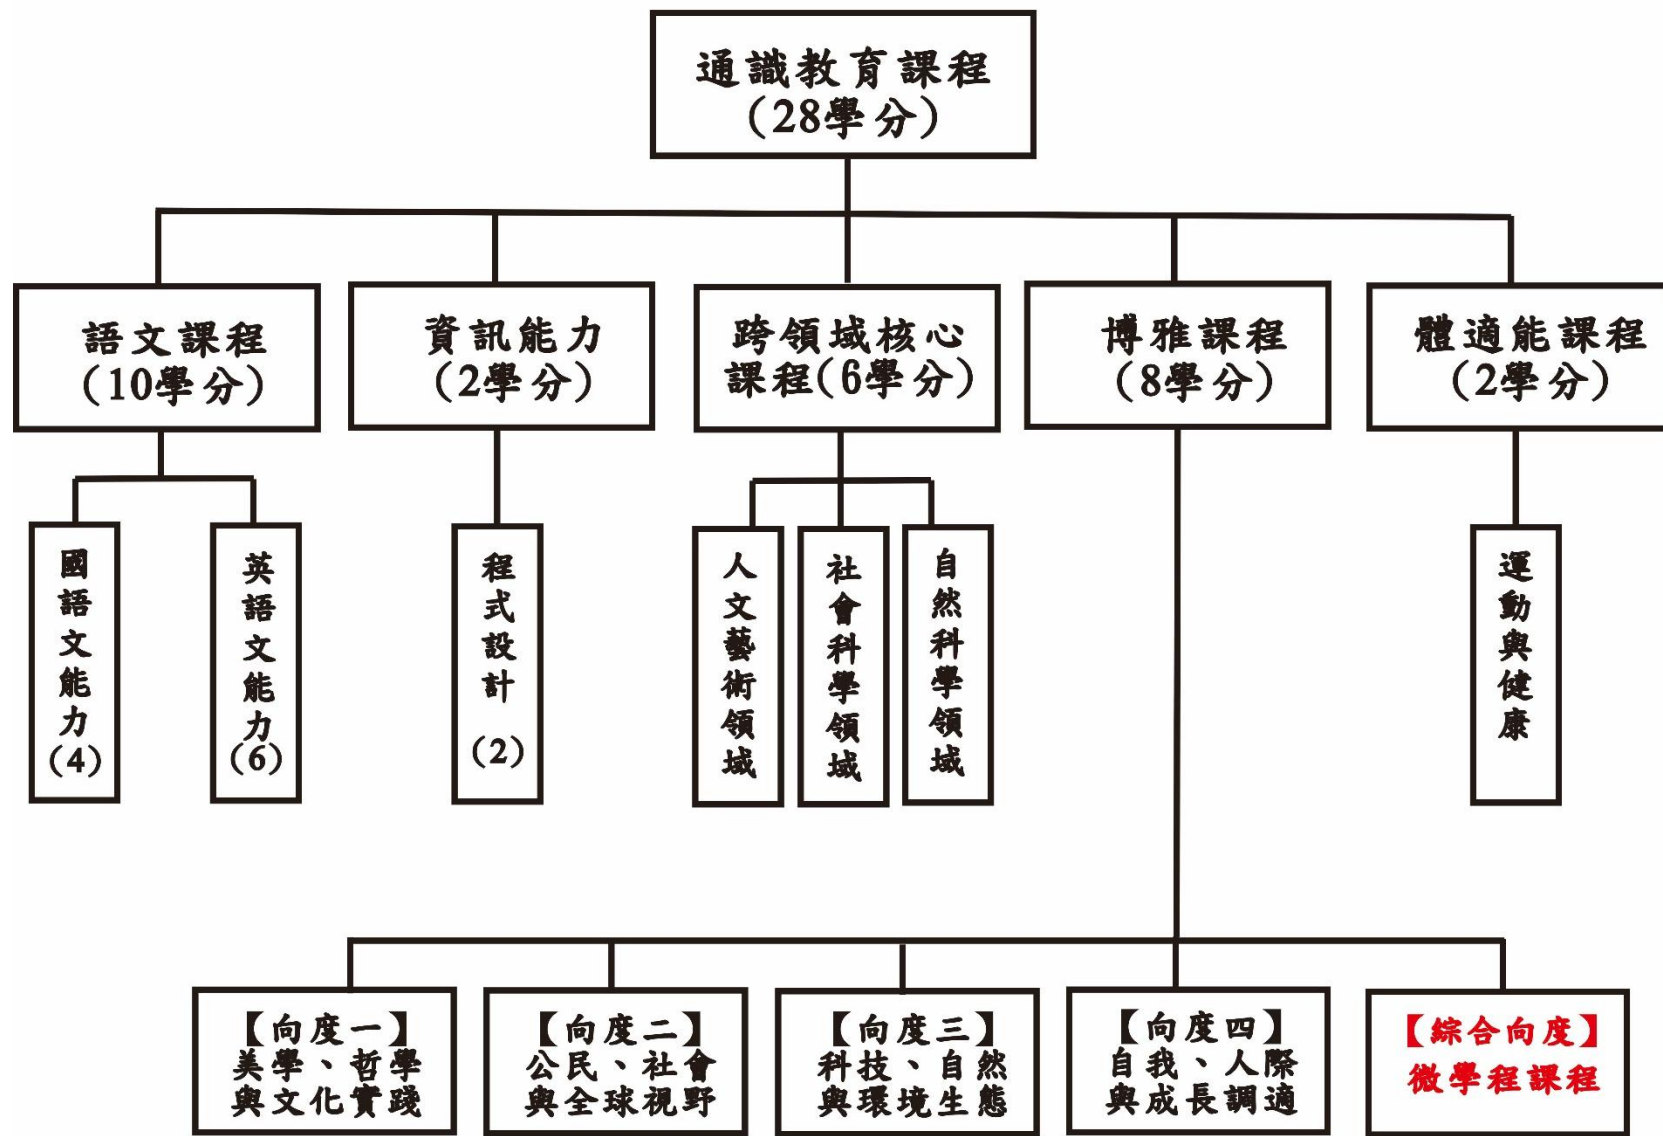 通識教育課程
(28學分)
語文課程
(10學分)
資訊能力
(2學分)
跨領域核心
課程(6學分)
博雅課程
(8學分)
體適能課程
(2學分)
國語文能力(4)
英語文能力(6)
程式設計(2)
人文藝術領域
社會科學領域
自然科學領域
運動與健康
【向度一】
美學、哲學
與文化實踐
【向度二】
公民、社會
與全球視野
【向度三】
科技、自然
與環境生態
【向度四】
自我、人際
與成長調適
【綜合向度】
微學程課程